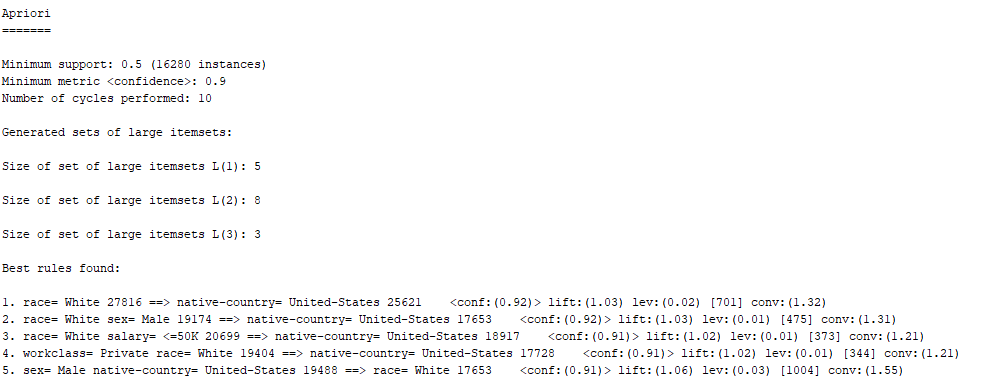 Apriori
=======
Minimum support: 0.5 (16280 instances)
Minimum metric <confidence>: 0.9
Number of cycles performed: 10
Generated sets of large itemsets:
Size of set of large itemsets L(1): 5
Size of set of large itemsets L(2): 8
Size of set of large itemsets L(3): 3
Best rules found:
1. race= White 27816 ==> native-country= United-States 25621    <conf:(0.92)> lift:(1.03) lev:(0.02) [701] conv:(1.32)
2. race= White sex= Male 19174 ==> native-country= United-States 17653    <conf:(0.92)> lift:(1.03) lev:(0.01) [475] conv:(1.31)
3. race= White salary= <=50K 20699 ==> native-country= United-States 18917    <conf:(0.91)> lift:(1.02) lev:(0.01) [373] conv:(1.21)
4. workclass= Private race= White 19404 ==> native-country= United-States 17728    <conf:(0.91)> lift:(1.02) lev:(0.01) [344] conv:(1.21)
5. sex= Male native-country= United-States 19488 ==> race= White 17653    <conf:(0.91)> lift:(1.06) lev:(0.03) [1004] conv:(1.55)